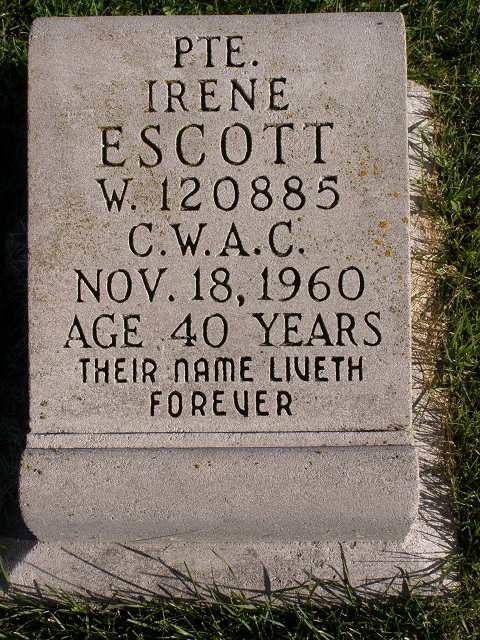 PTE.
IRENE
ESCOTT
W. 120885
C.W.A.C.
NOV. 18, 1960
AGE 40 YEARS
THEIR NAME LIVETH
FOREVER